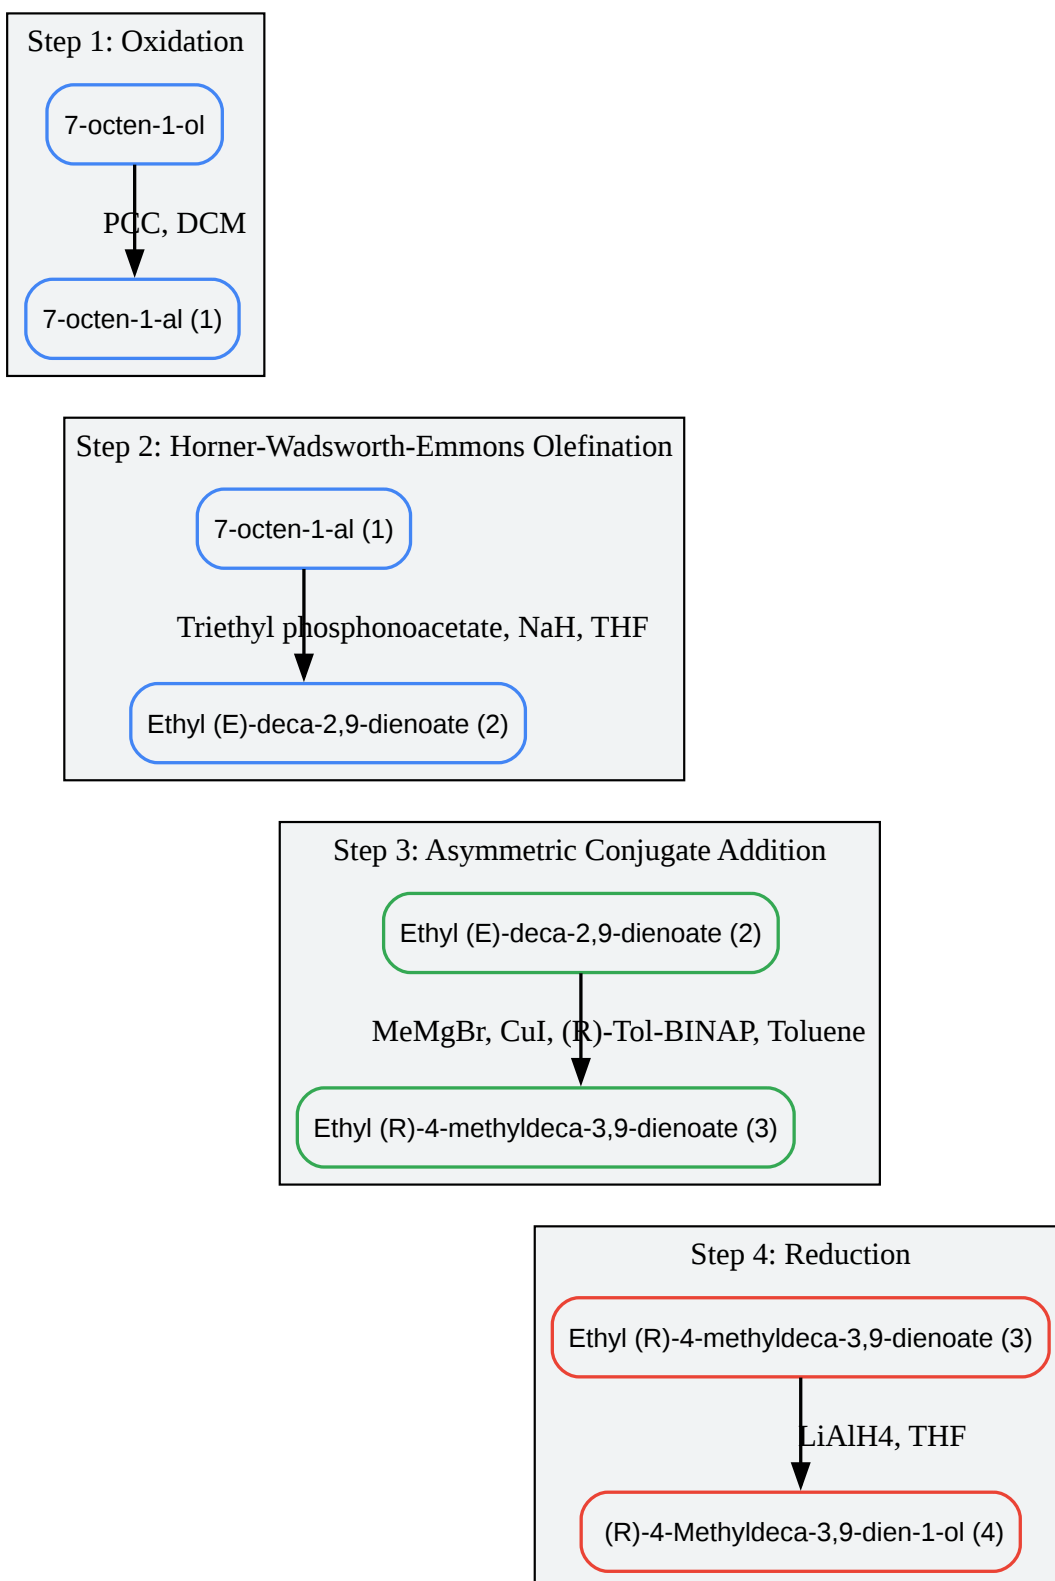 Step 1: Oxidation
7-octen-1-ol
PCC, DCM
7-octen-1-al (1)
Step 2: Horner-Wadsworth-Emmons Olefination
7-octen-1-al (1)
Triethyl phosphonoacetate, NaH, THF
Ethyl (E)-deca-2,9-dienoate (2)
Step 3: Asymmetric Conjugate Addition
Ethyl (E)-deca-2,9-dienoate (2)
MeMgBr, CuI, (R)-Tol-BINAP, Toluene
Ethyl (R)-4-methyldeca-3,9-dienoate (3)
Step 4: Reduction
Ethyl (R)-4-methyldeca-3,9-dienoate (3)
LiAlH4, THF
(R)-4-Methyldeca-3,9-dien-1-ol (4)